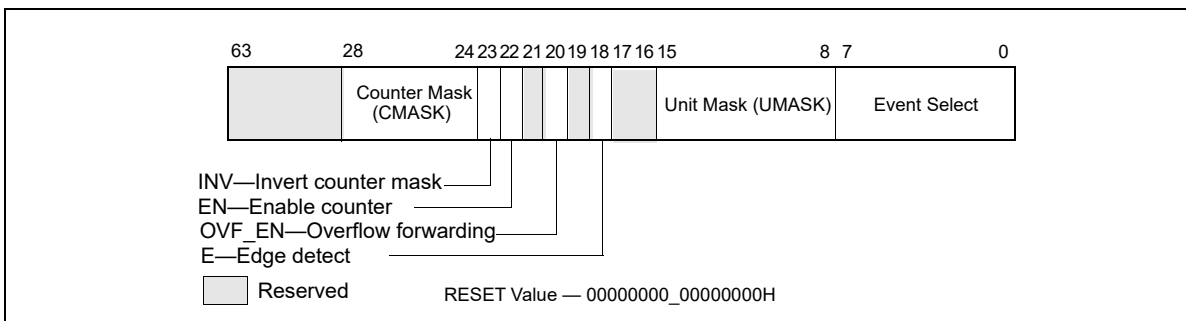 63 28 24 23 22 21 20 19 18 17 16 15 8 7 0
Counter Mask
(CMASK)
Unit Mask (UMASK)
Event Select
INV—Invert counter mask
EN—Enable counter
OVF_EN—Overflow forwarding
E—Edge detect
Reserved
RESET Value — 00000000_00000000H